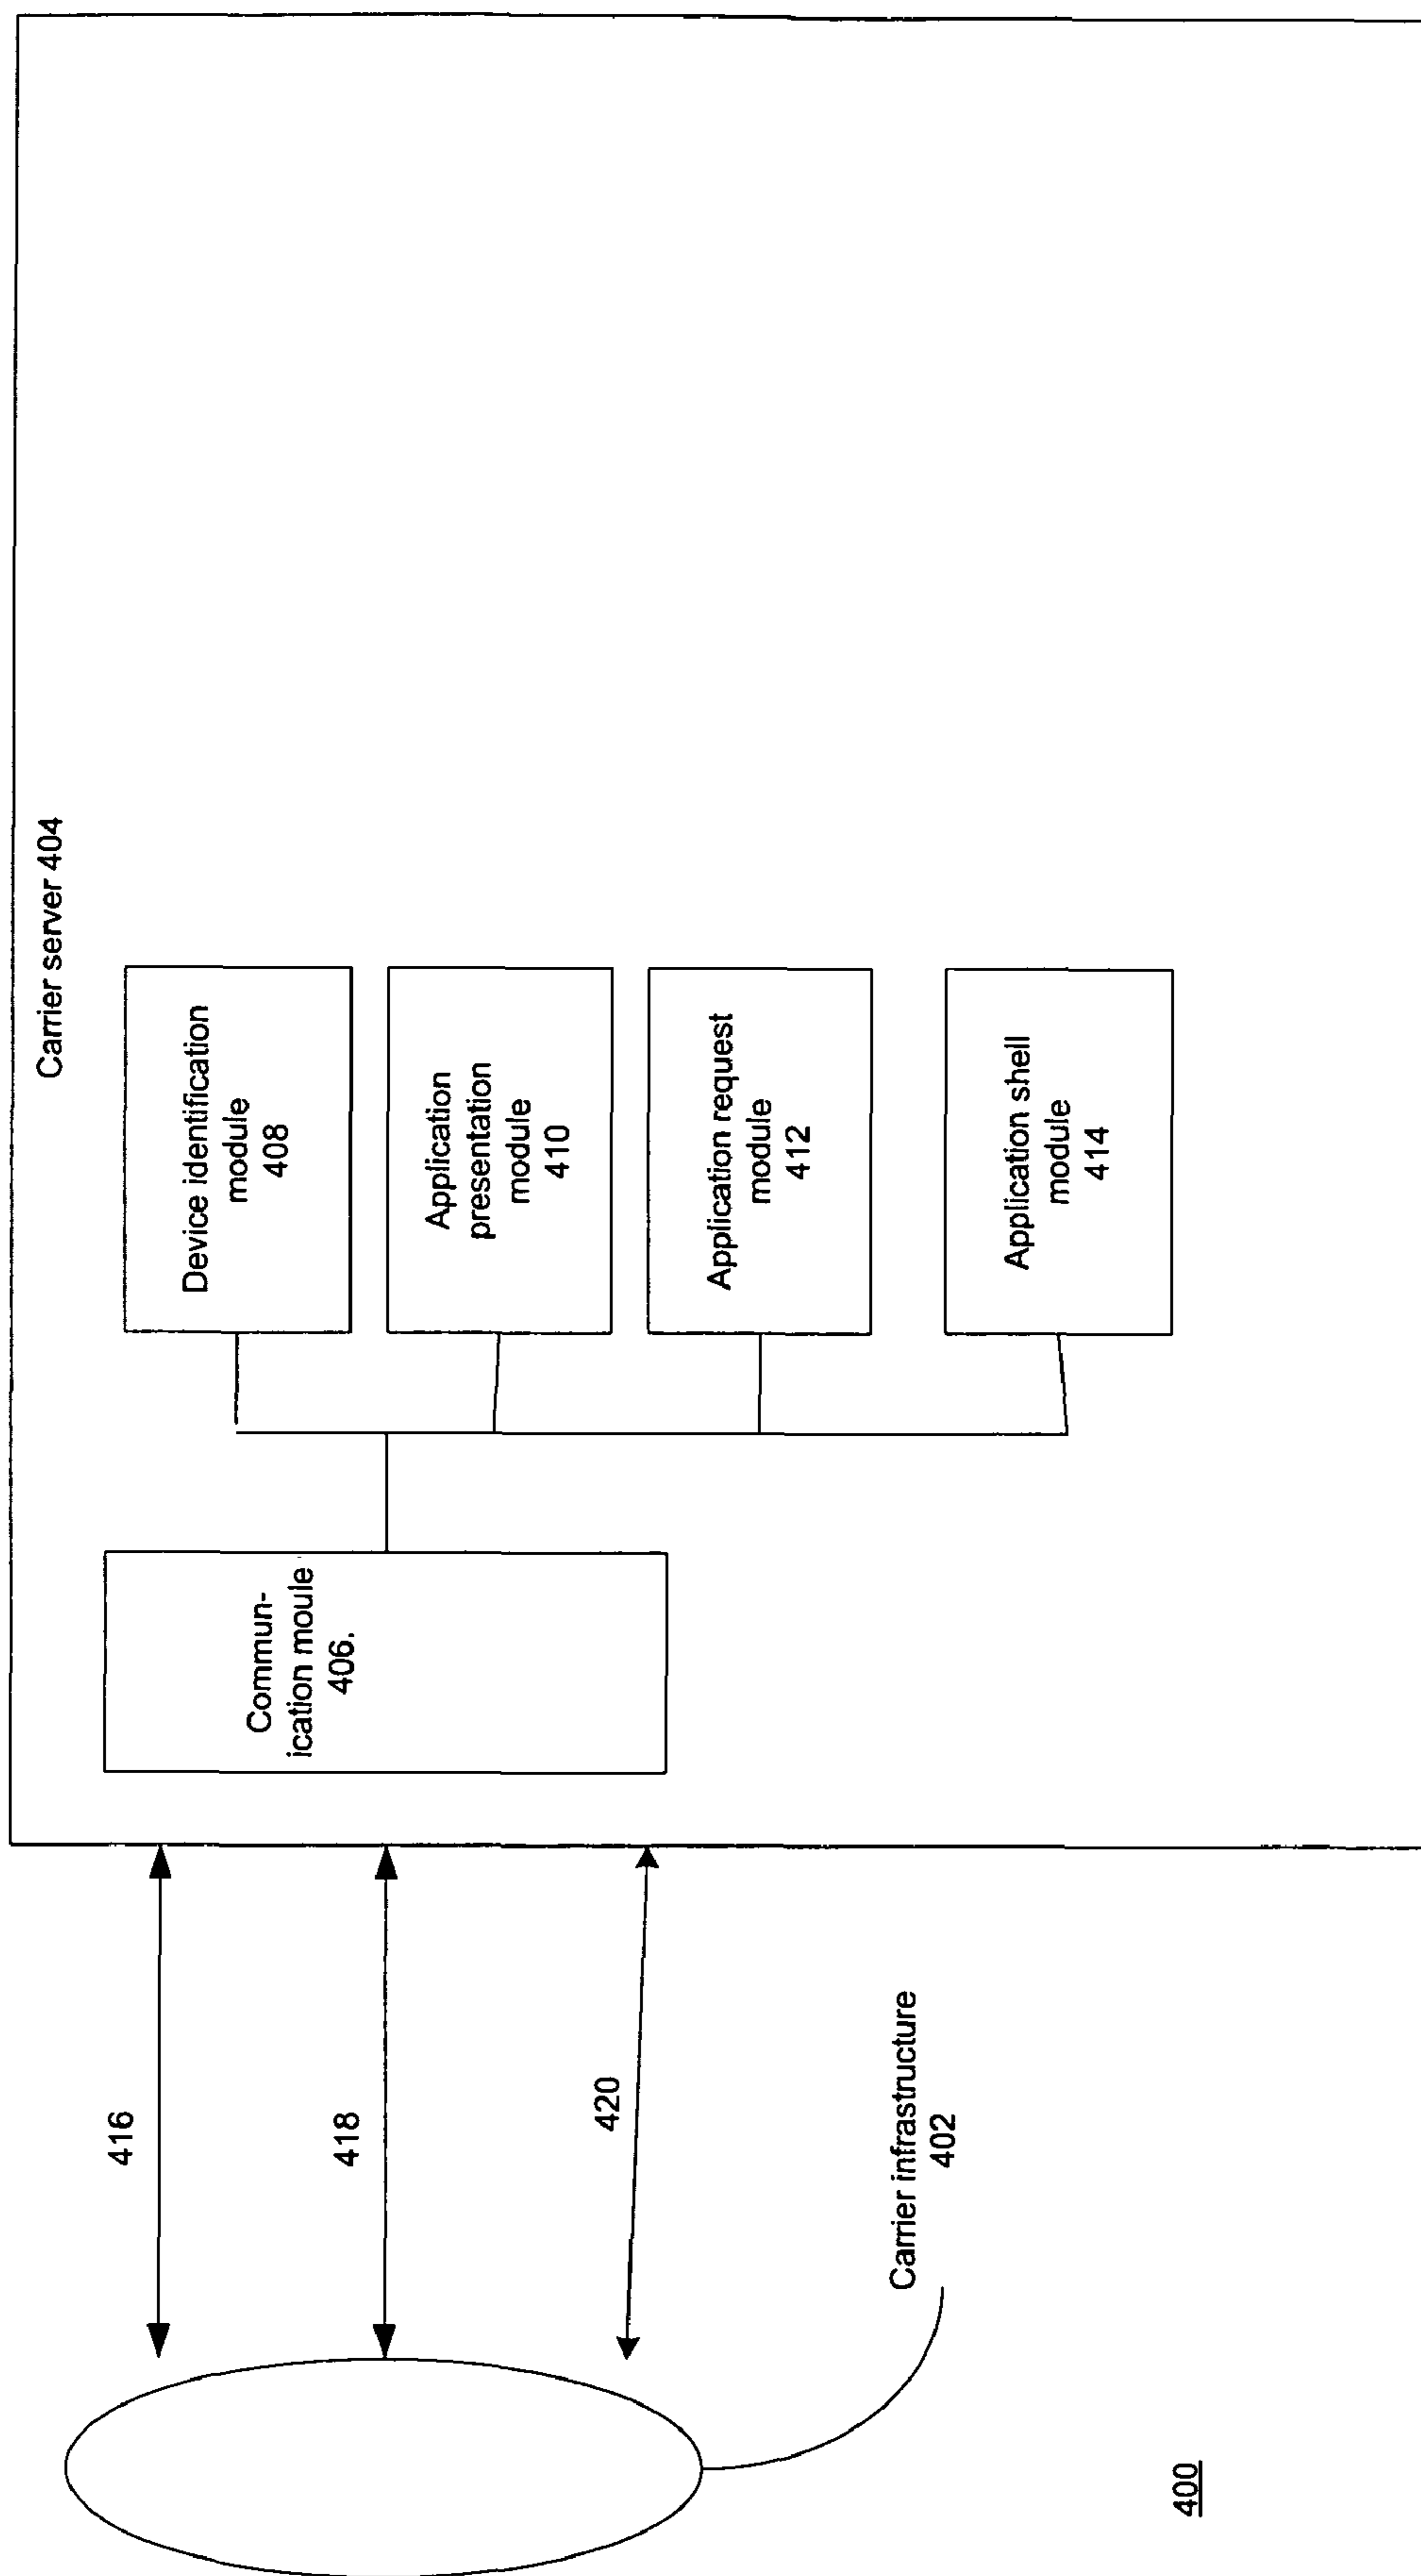 Carrier server 404
Device identification
module
408
Application
presentation
module
410
Application request
module
412
Application shell
module
414
Commun-
ication moule
406.
416
418
420
Carrier infrastructure
402
400